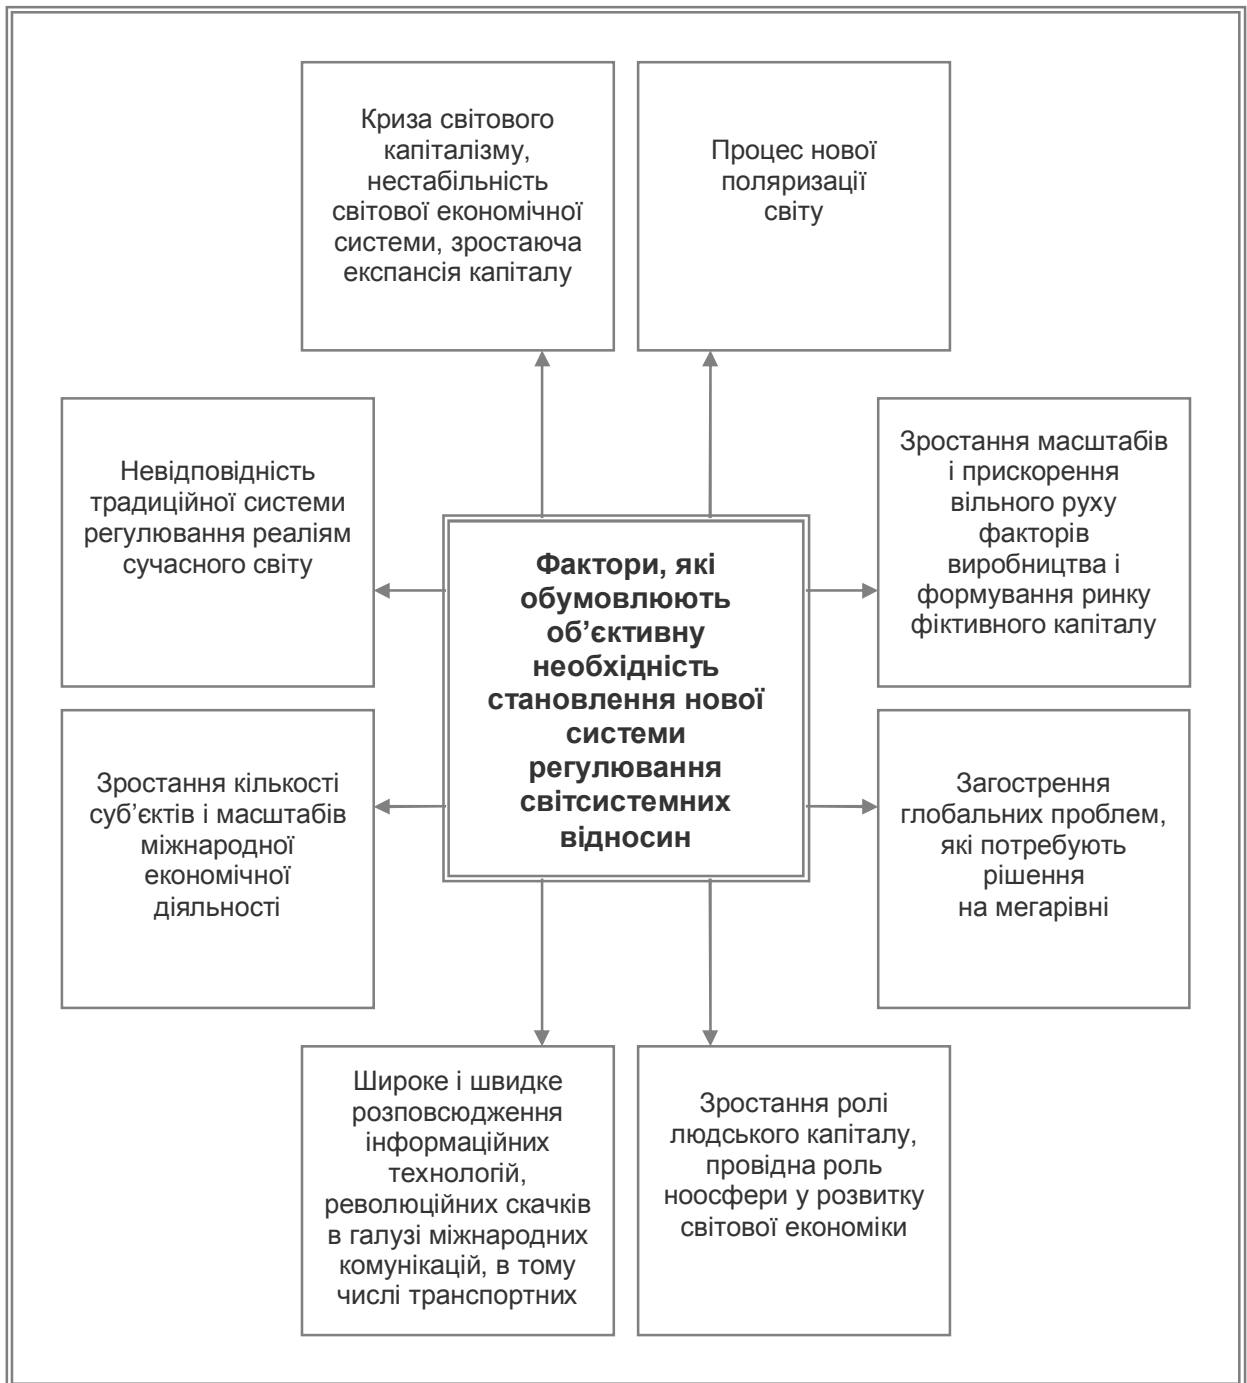 Криза світового
капіталізму,
нестабільність
світової економічної
системи, зростаюча
експансія капіталу
Процес нової
поляризації
світу
Невідповідність
традиційної системи
регулювання реаліям
сучасного світу
Зростання масштабів
і прискорення
вільного руху
факторів
виробництва і
формування ринку
фіктивного капіталу
Фактори, які
обумовлюють
об’єктивну
необхідність
становлення нової
системи
регулювання
світсистемних
відносин
Зростання кількості
суб’єктів і масштабів
міжнародної
економічної
діяльності
Загострення
глобальних проблем,
які потребують
рішення
на мегарівні
Широке і швидке
розповсюдження
інформаційних
технологій,
революційних скачків
в галузі міжнародних
комунікацій, в тому
числі транспортних
Зростання ролі
людського капіталу,
провідна роль
ноосфери у розвитку
світової економіки